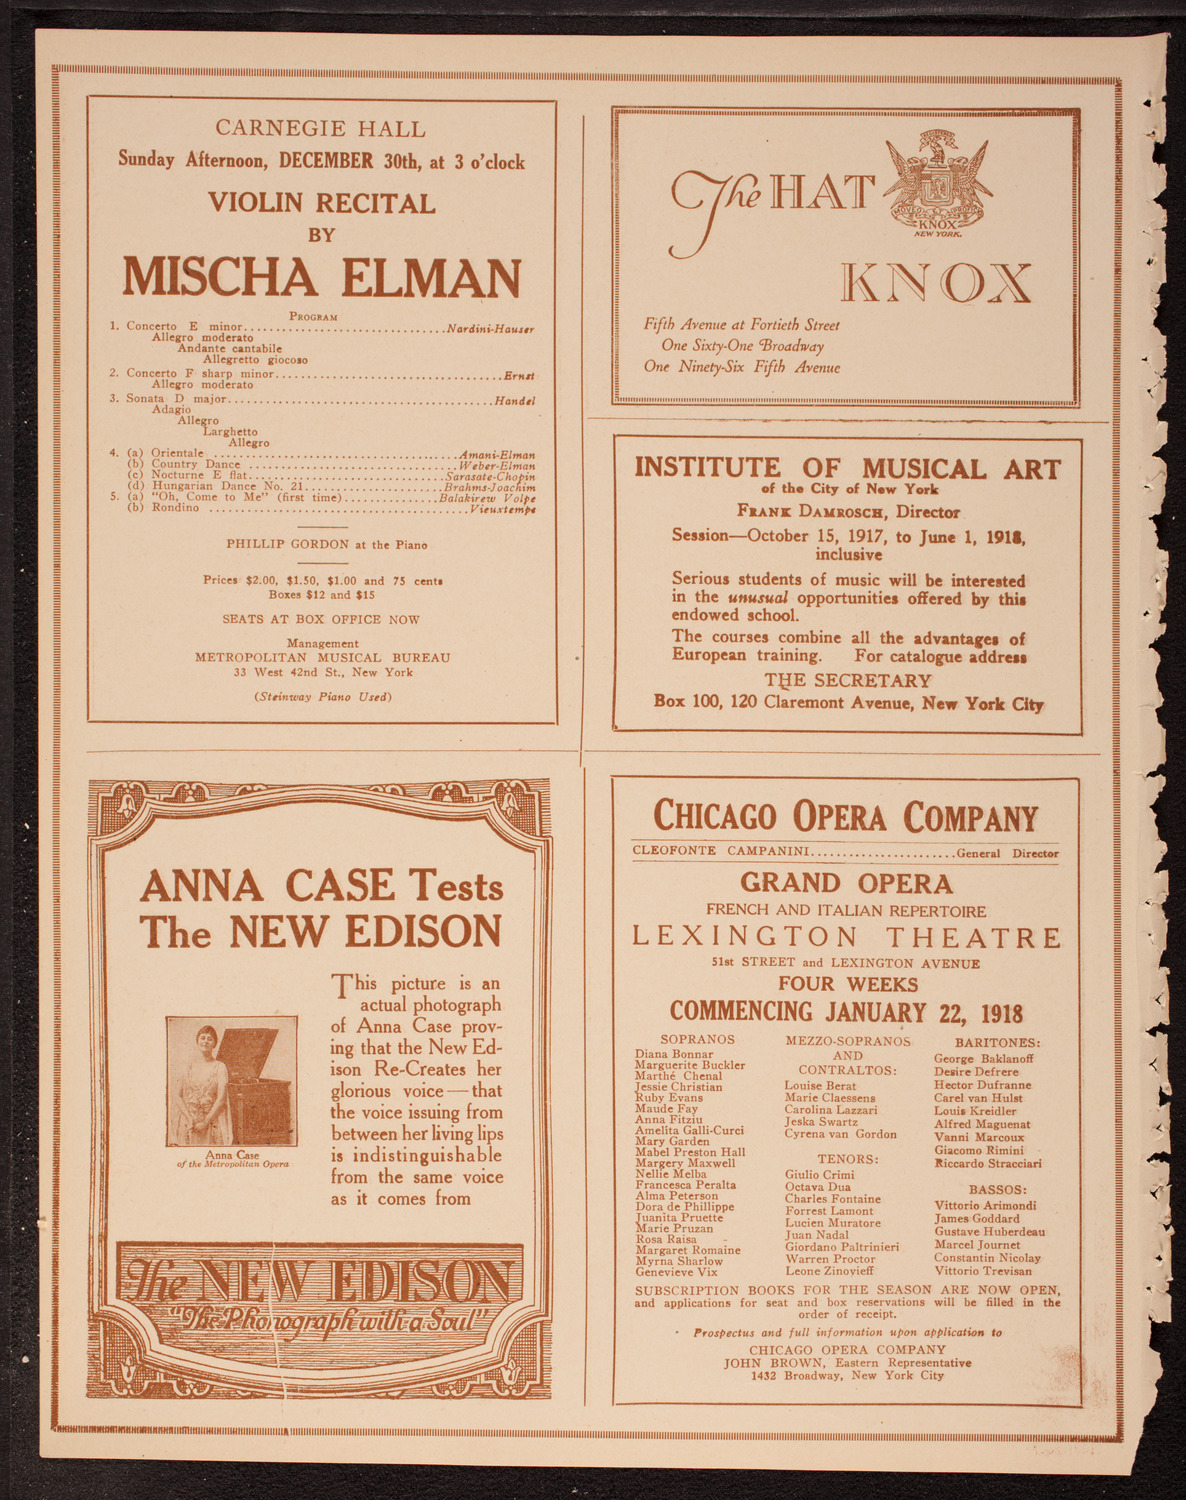 CARNEGIE HALL
Sunday Afternoon, DECEMBER 30th, at 3 o'clock
VIOLIN RECITAL
BY
MISCHA ELMAN
PROGRAM
1. Concerto E minor..............................Nardini-Hauser
Allegro moderato
Andante cantabile
Allegretto giocoso
2. Concerto F sharp minor..................................Ernst
Allegro moderato
3. Sonata D major........................................Handel
Adagio
Allegro
Larghetto
Allegro
4. (a) Orientale .....................................Amani-Elman
(b) Country Dance ................................Weber-Elman
(c) Nocturne E flat..............................Sarasate-Chopin
(d) Hungarian Dance No. 21.....................Brahms-Joachim
5. (a) "Oh, Come to Me" (first time)..............Balakirew Volpe
(b) Rondino .......................................Vieuxtemps
PHILLIP GORDON at the Piano
Prices $2.00, $1.50, $1.00 and 75 cents
Boxes $12 and $15
SEATS AT BOX OFFICE NOW
Management
METROPOLITAN MUSICAL BUREAU
33 West 42nd St., New York
(Steinway Piano Used)
The HAT
KNOX
NEW YORK.
KNOX
Fifth Avenue at Fortieth Street
One Sixty-One Broadway
One Ninety-Six Fifth Avenue
INSTITUTE OF MUSICAL ART
of the City of New York
FRANK DAMROSCH, Director
Session—October 15, 1917, to June 1, 1918,
inclusive
Serious students of music will be interested
in the unusual opportunities offered by this
endowed school.
The courses combine all the advantages of
European training. For catalogue address
THE SECRETARY
Box 100, 120 Claremont Avenue, New York City
ANNA CASE Tests
The NEW EDISON
This picture is an
actual photograph
of Anna Case prov-
ing that the New Ed-
ison Re-Creates her
glorious voice—that
the voice issuing from
between her living lips
is indistinguishable
from the same voice
as it comes from
Anna Case
of the Metropolitan Opera
The NEW EDISON
"The Phonograph with a Soul"
CHICAGO OPERA COMPANY
CLEOFONTE CAMPANINI.......................General Director
GRAND OPERA
FRENCH AND ITALIAN REPERTOIRE
LEXINGTON THEATRE
51st STREET and LEXINGTON AVENUE
FOUR WEEKS
COMMENCING JANUARY 22, 1918
SOPRANOS
Diana Bonnar
Marguerite Buckler
Marthé Chenal
Jessie Christian
Ruby Evans
Maude Fay
Anna Fitziu
Amelita Galli-Curci
Mary Garden
Mabel Preston Hall
Margery Maxwell
Nellie Melba
Francesca Peralta
Alma Peterson
Dora de Phillippe
Juanita Pruette
Marie Pruzan
Rosa Raisa
Margaret Romaine
Myrna Sharlow
Genevieve Vix
MEZZO-SOPRANOS
AND
CONTRALTOS:
Louise Berat
Marie Claessens
Carolina Lazzari
Jeska Swartz
Cyrena van Gordon
TENORS:
Giulio Crimi
Octava Dua
Charles Fontaine
Forrest Lamont
Lucien Muratore
Juan Nadal
Giordano Paltrinieri
Warren Proctor
Leone Zinovieff
BARITONES:
George Baklanoff
Desire Defrere
Hector Dufranne
Carel van Hulst
Louis Kreidler
Alfred Maguenat
Vanni Marcoux
Giacomo Rimini
Riccardo Stracciari
BASSOS:
Vittorio Arimondi
James Goddard
Gustave Huberdeau
Marcel Journet
Constantin Nicolay
Vittorio Trevisan
SUBSCRIPTION BOOKS FOR THE SEASON ARE NOW OPEN,
and applications for seat and box reservations will be filled in the
order of receipt.
Prospectus and full information upon application to
CHICAGO OPERA COMPANY
JOHN BROWN, Eastern Representative
1432 Broadway, New York City